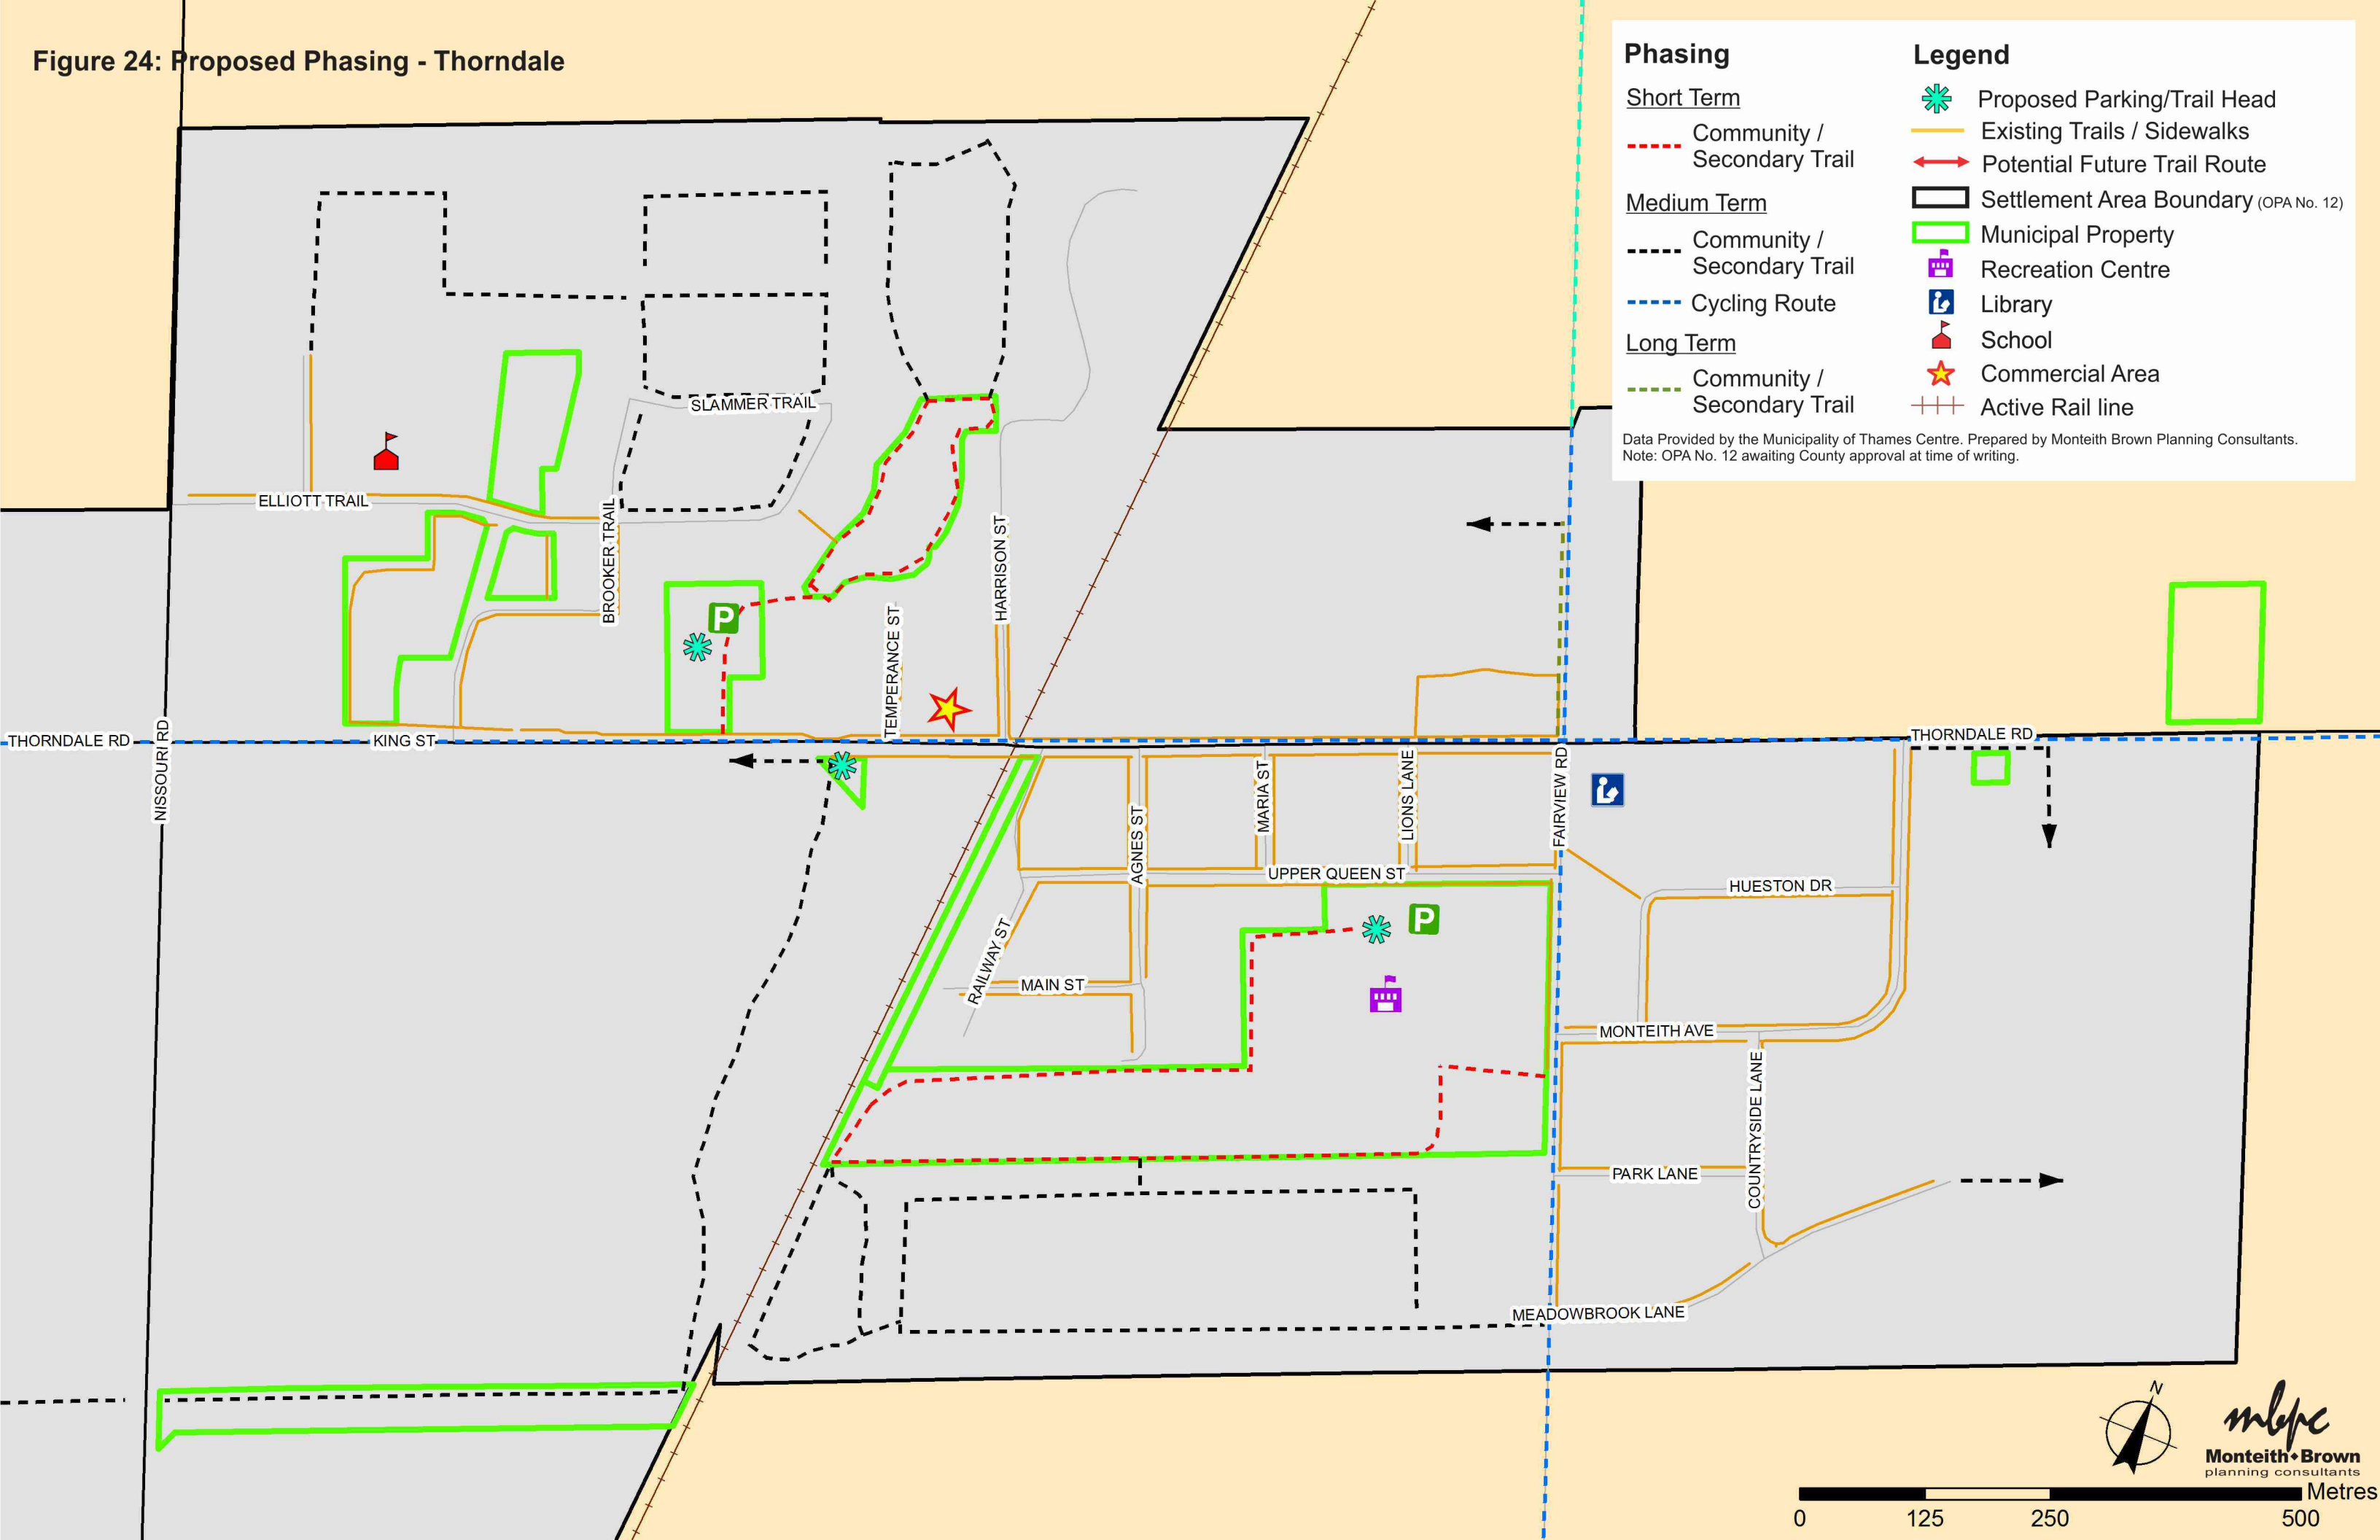 Figure 24: Proposed Phasing - Thorndale
Phasing
Short Term
Community /
Secondary Trail
Medium Term
Community /
Secondary Trail
Cycling Route
Long Term
Community /
Secondary Trail
Legend
Proposed Parking/Trail Head
Existing Trails / Sidewalks
Potential Future Trail Route
Settlement Area Boundary (OPA No. 12)
Municipal Property
Recreation Centre
Library
School
Commercial Area
Active Rail line
Data Provided by the Municipality of Thames Centre. Prepared by Monteith Brown Planning Consultants.
Note: OPA No. 12 awaiting County approval at time of writing.
SLAMMER TRAIL
ELLIOTT TRAIL
BROOKER TRAIL
HARRISON ST
P
TEMPERANCE ST
NISSOURI RD
THORNDALE RD
KING ST
THORNDALE RD
FAIRVIEW RD
AGNES ST
MARIA ST
LIONS LANE
UPPER QUEEN ST
HUESTON DR
P
RAILWAY ST
MAIN ST
MONTEITH AVE
COUNTRYSIDE LANE
PARK LANE
MEADOWBROOK LANE
N
mbpc
Monteith♦Brown
planning consultants
Metres
0 125 250 500